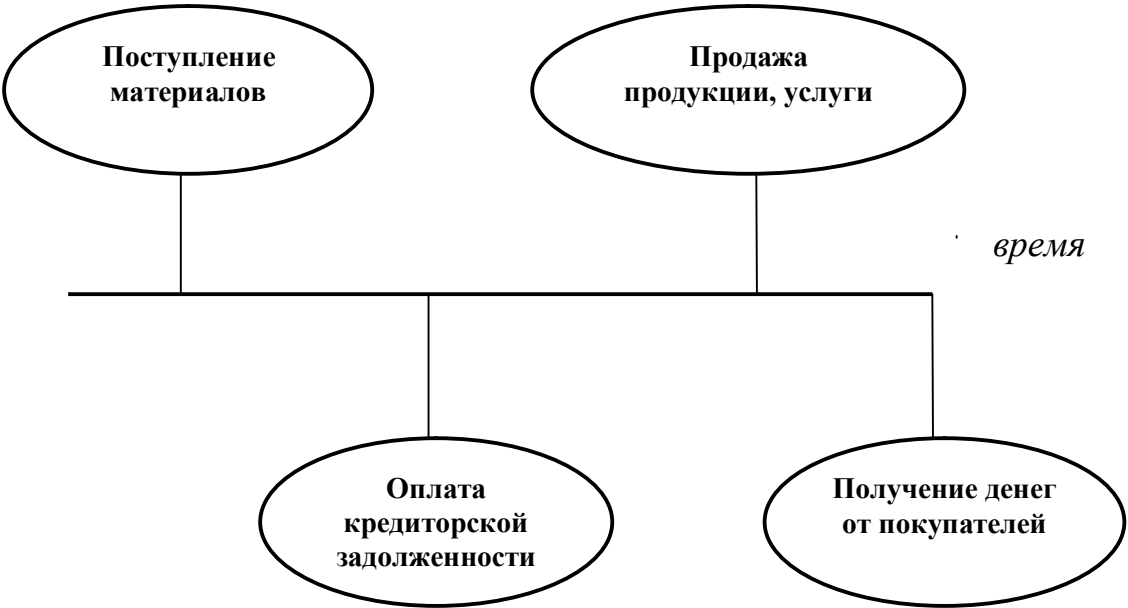 Поступление
материалов
Продажа
продукции, услуги
время
Оплата
кредиторской
задолженности
Получение денег
от покупателей